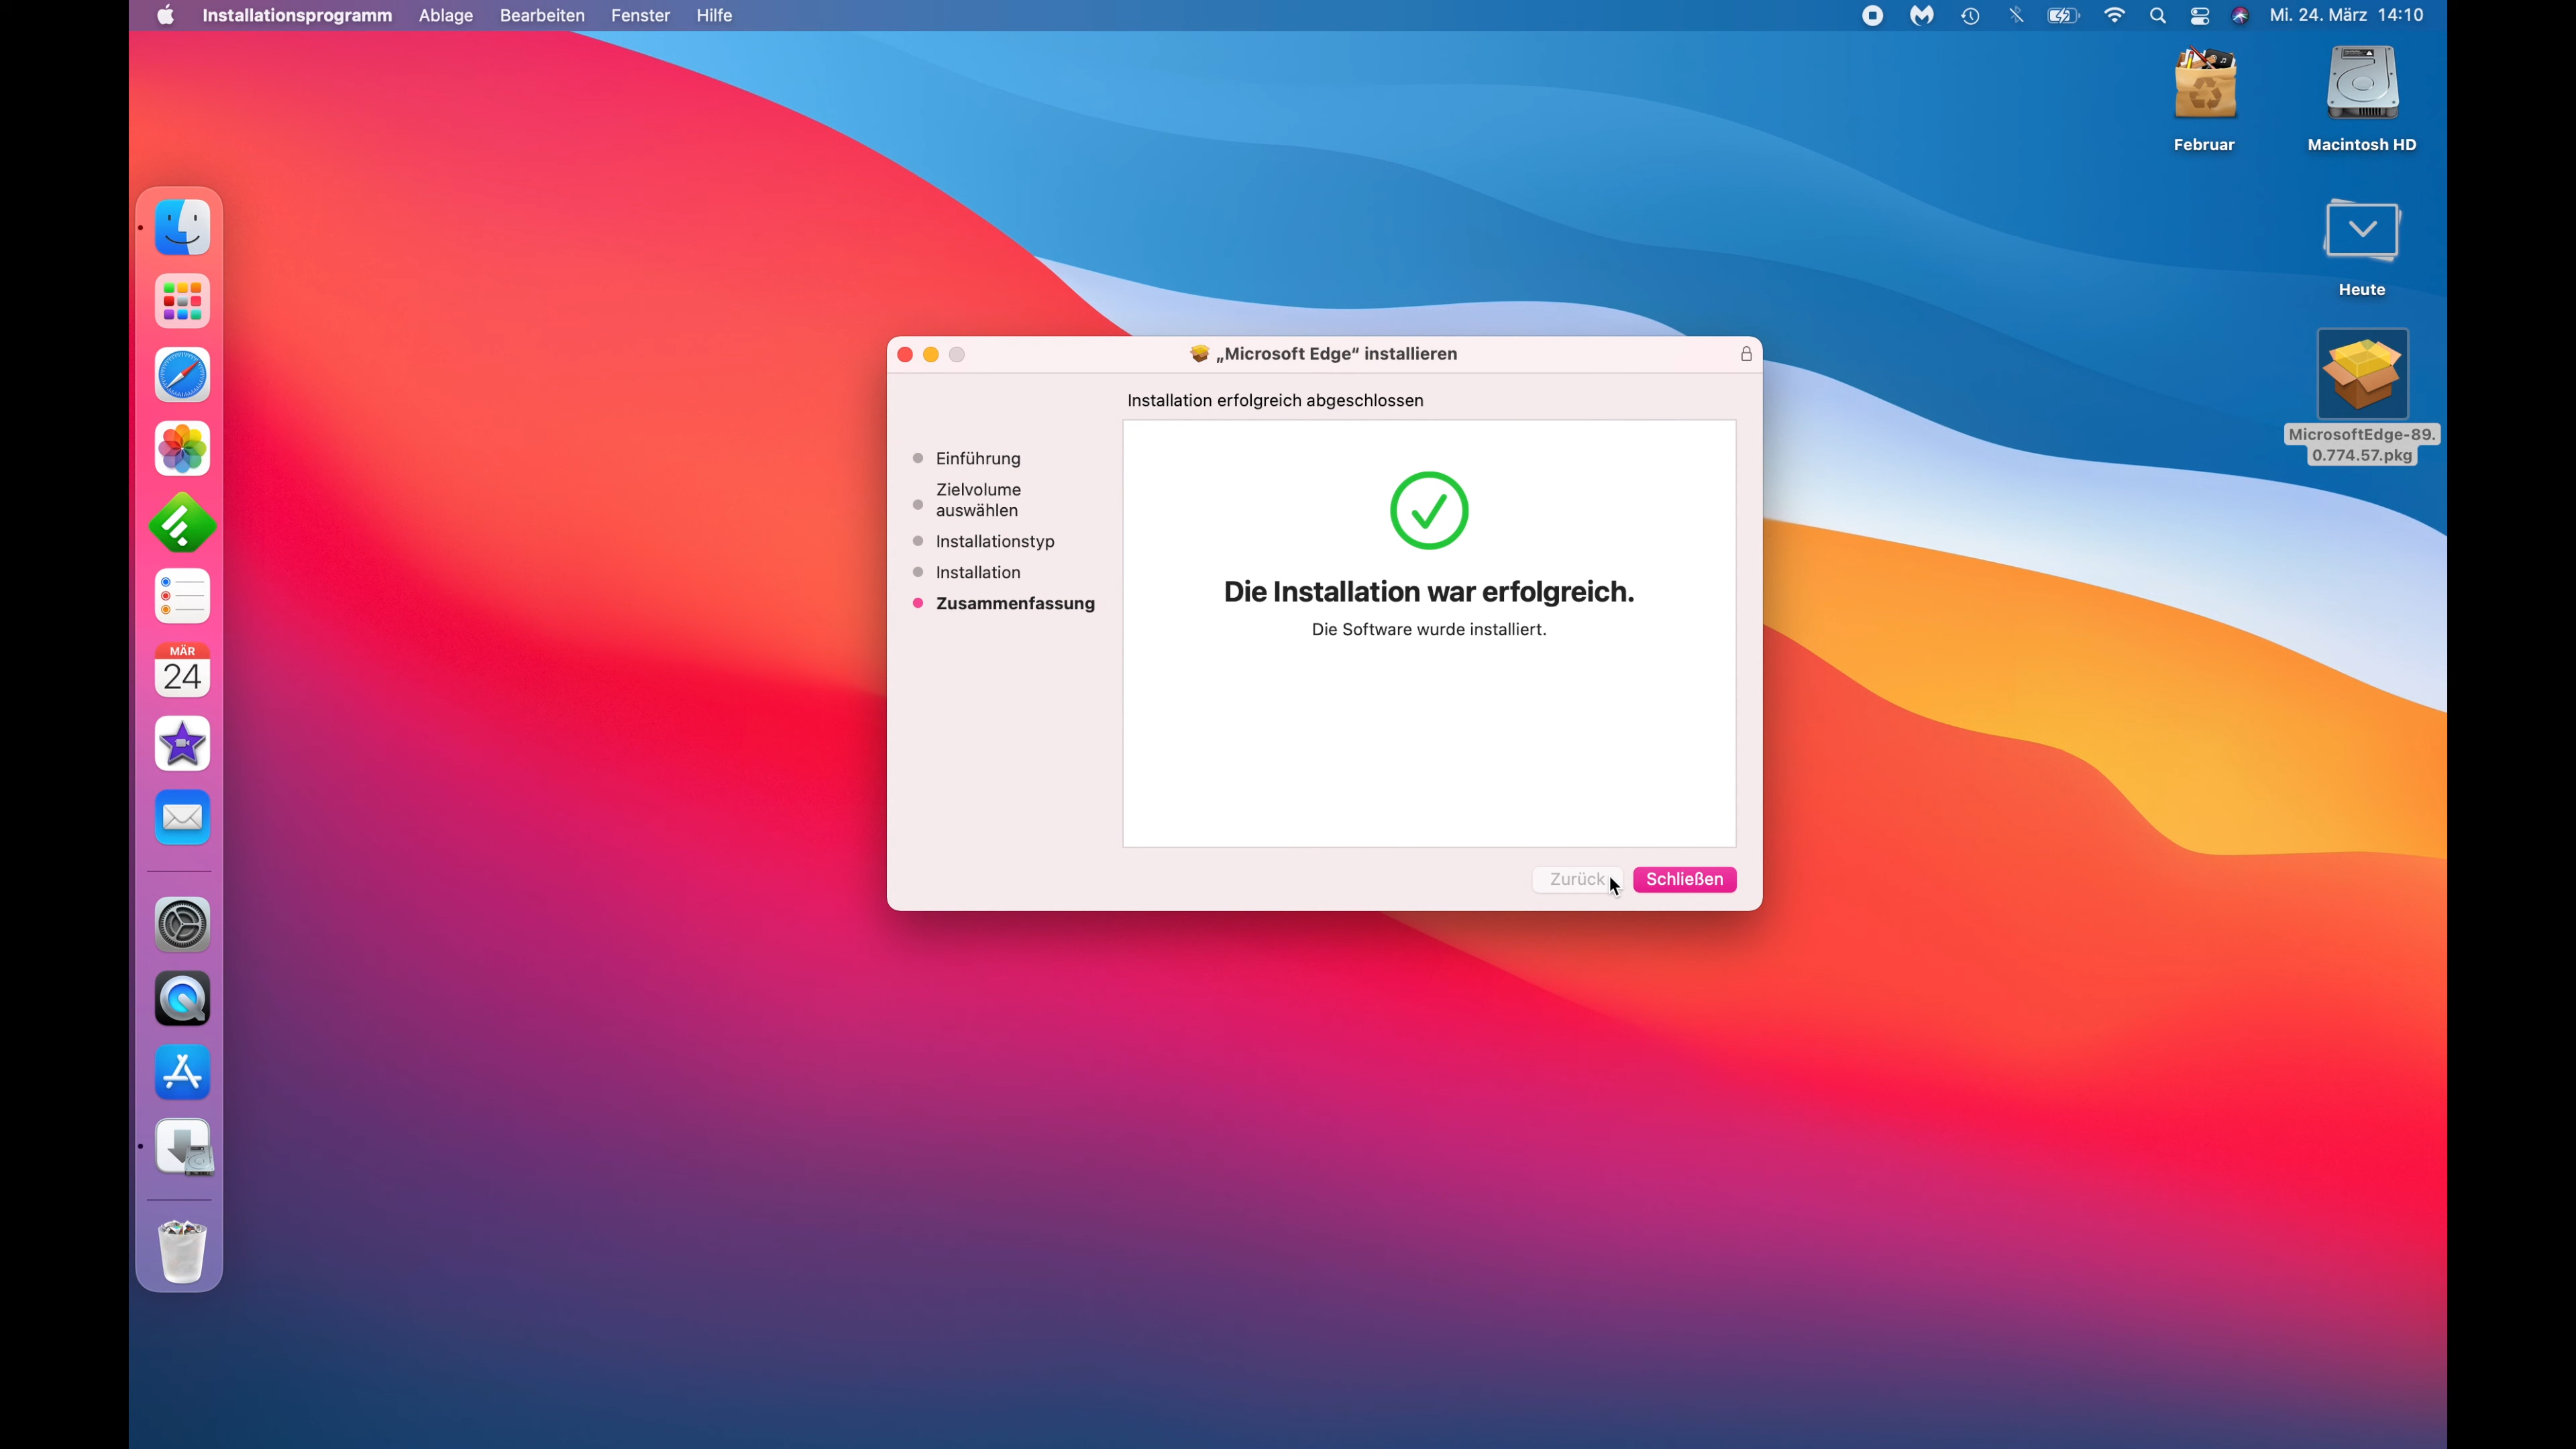 Installationsprogramm Ablage Bearbeiten Fenster Hilfe Mi. 24. März 14:10
Februar
Macintosh HD
Heute
MicrosoftEdge-89.
0.774.57.pkg
„Microsoft Edge“ installieren
Installation erfolgreich abgeschlossen
Einführung
Zielvolume
auswählen
Installationstyp
Installation
Zusammenfassung
Die Installation war erfolgreich.
Die Software wurde installiert.
Zurück
Schließen
MÄR
24